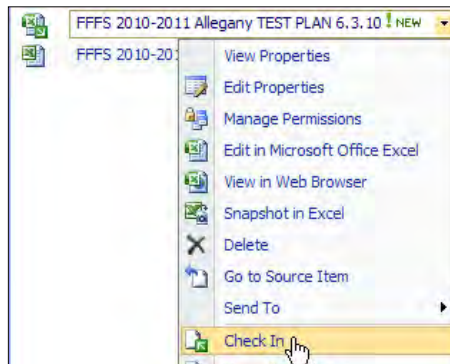 FFFS 2010-2011 Allegany TEST PLAN 6.3.10 ! NEW
FFFS 2010-201
View Properties
Edit Properties
Manage Permissions
Edit in Microsoft Office Excel
View in Web Browser
Snapshot in Excel
Delete
Go to Source Item
Send To
Check In